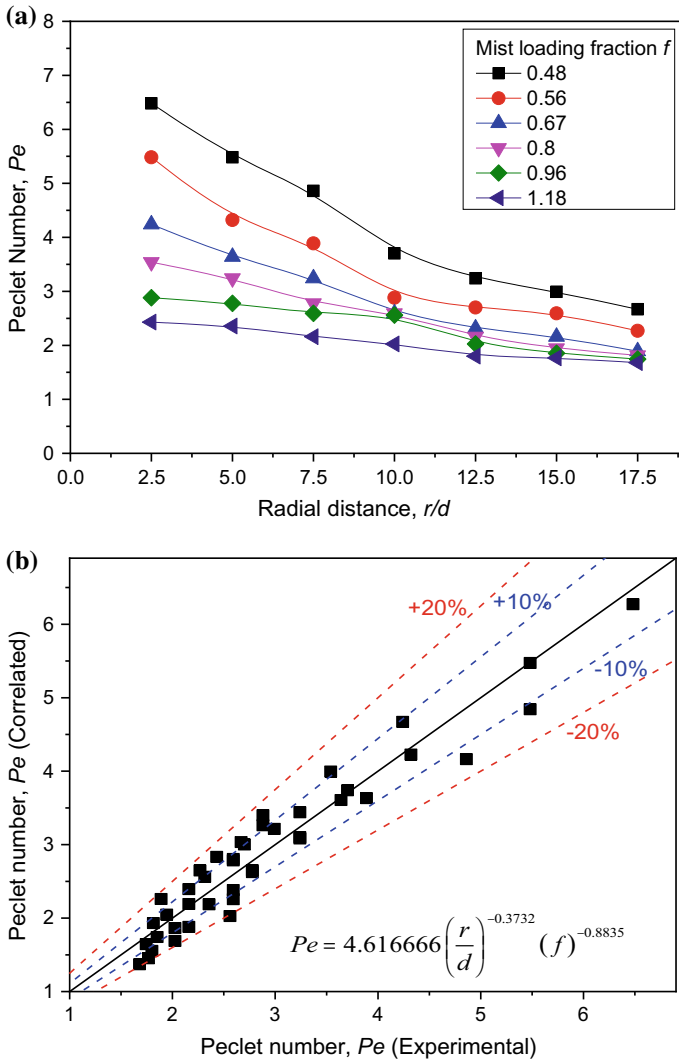 (a)
Mist loading fraction f
0.48
0.56
0.67
0.8
0.96
1.18
8
7
6
5
4
3
2
1
0
Peclet Number, Pe
0.0 2.5 5.0 7.5 10.0 12.5 15.0 17.5
Radial distance, r/d
(b)
+20%
+10%
-10%
-20%
6
5
4
3
2
1
Peclet number, Pe (Correlated)
Pe = 4.616666 (r/d)^−0.3732 (f)^−0.8835
1 2 3 4 5 6
Peclet number, Pe (Experimental)